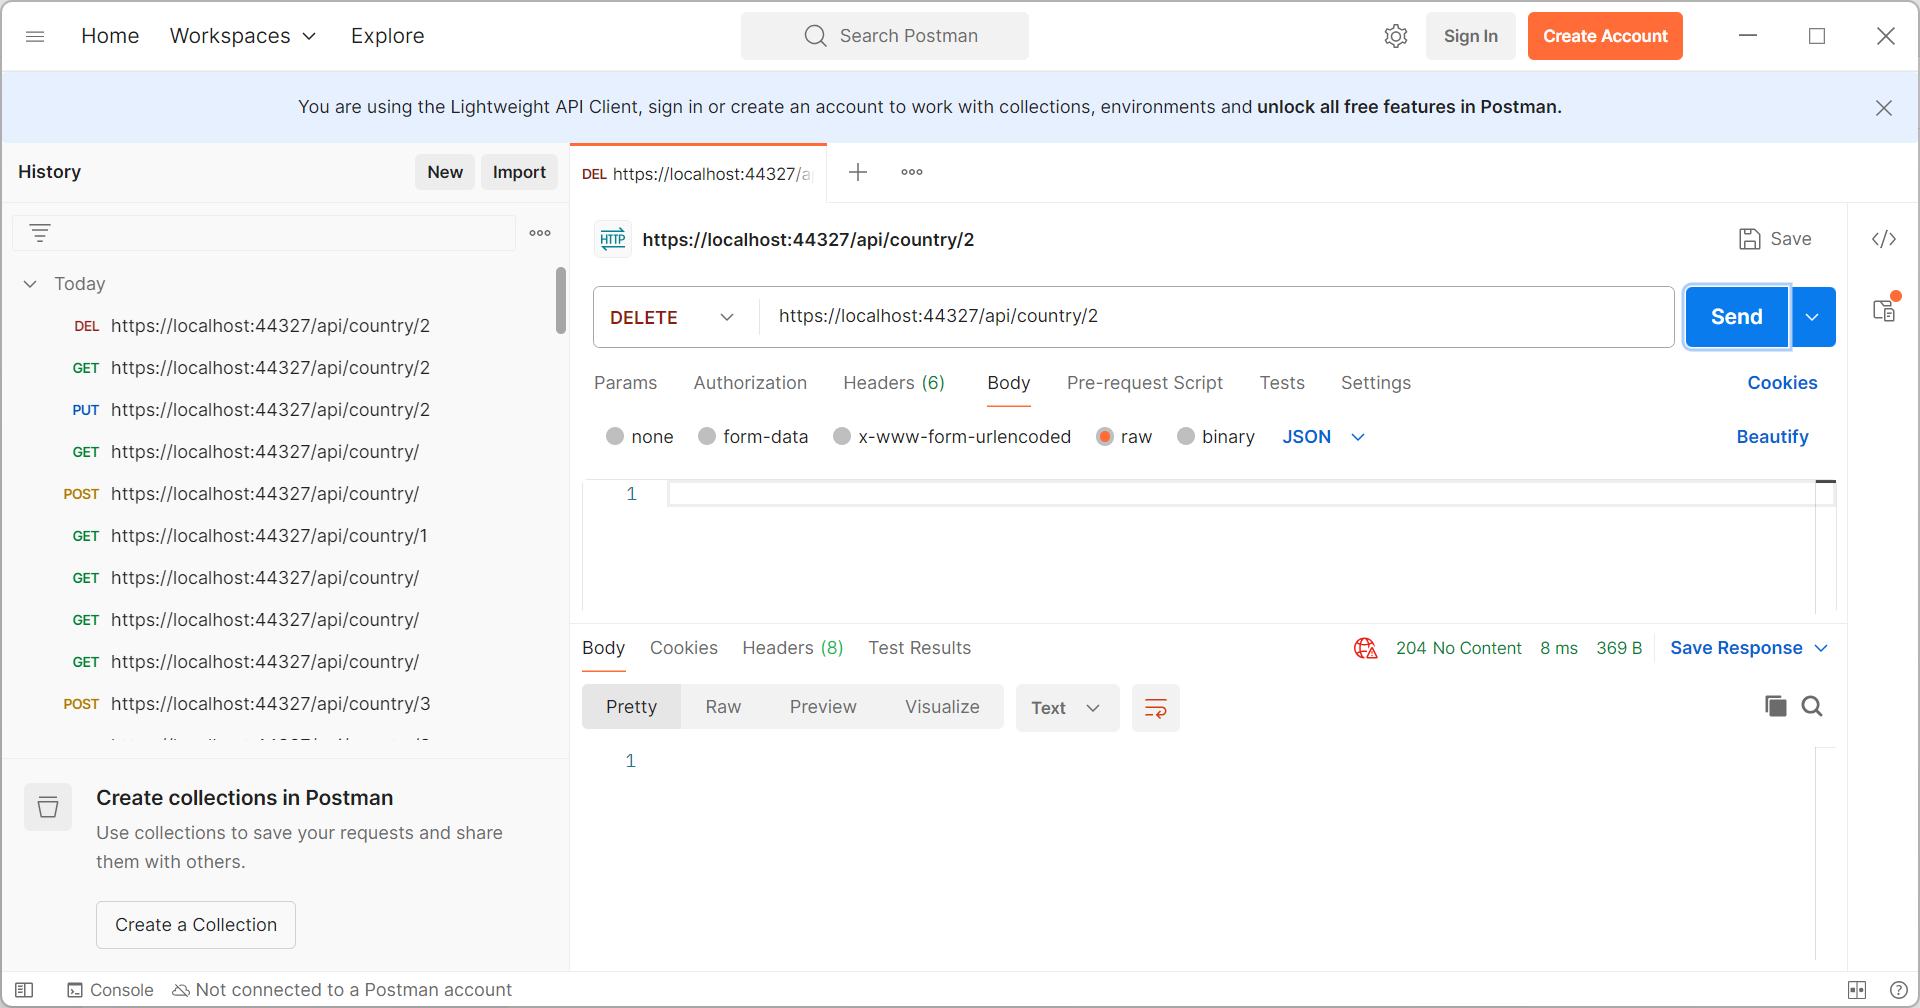 Home Workspaces Explore Search Postman Sign In Create Account
You are using the Lightweight API Client, sign in or create an account to work with collections, environments and unlock all free features in Postman.
History New Import
Today
DEL https://localhost:44327/api/country/2
GET https://localhost:44327/api/country/2
PUT https://localhost:44327/api/country/2
GET https://localhost:44327/api/country/
POST https://localhost:44327/api/country/
GET https://localhost:44327/api/country/1
GET https://localhost:44327/api/country/
GET https://localhost:44327/api/country/
GET https://localhost:44327/api/country/
POST https://localhost:44327/api/country/3
Create collections in Postman
Use collections to save your requests and share
them with others.
Create a Collection
DEL https://localhost:44327/a
HTTP https://localhost:44327/api/country/2 Save </>
DELETE https://localhost:44327/api/country/2 Send
Params Authorization Headers (6) Body Pre-request Script Tests Settings Cookies
none form-data x-www-form-urlencoded raw binary JSON Beautify
1
Body Cookies Headers (8) Test Results 204 No Content 8 ms 369 B Save Response
Pretty Raw Preview Visualize Text
1
Console Not connected to a Postman account